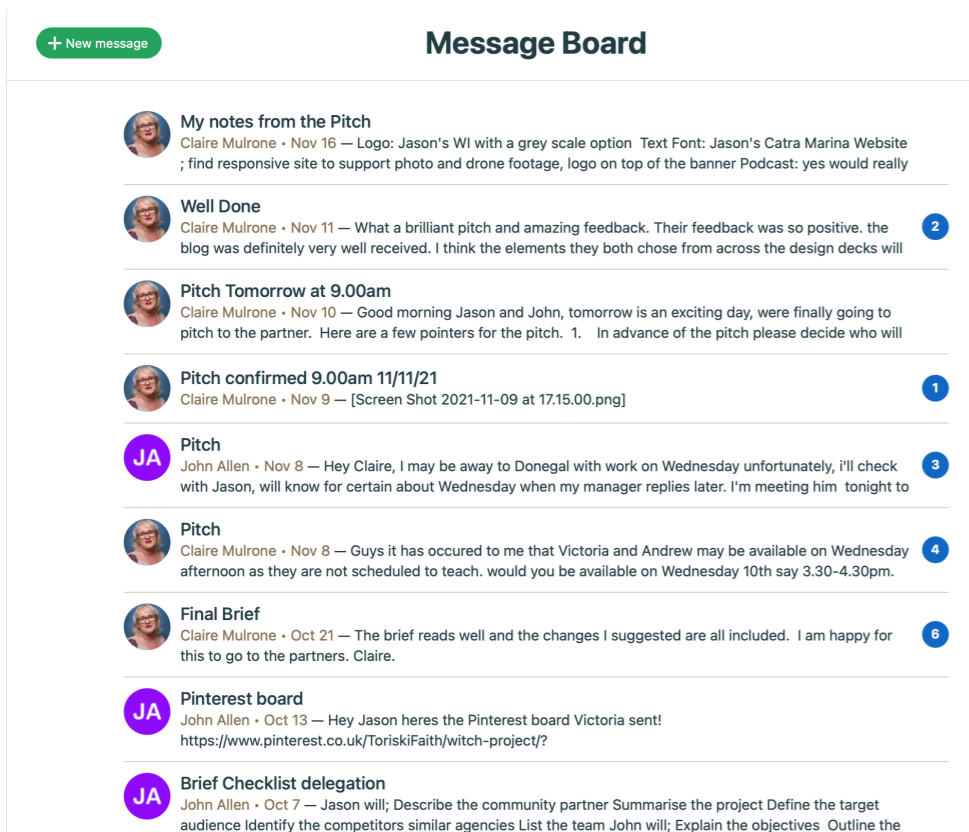 + New message
Message Board
My notes from the Pitch
Claire Mulrone • Nov 16 — Logo: Jason's WI with a grey scale option  Text Font: Jason's Catra Marina Website
; find responsive site to support photo and drone footage, logo on top of the banner Podcast: yes would really
Well Done
Claire Mulrone • Nov 11 — What a brilliant pitch and amazing feedback. Their feedback was so positive. the
blog was definitely very well received. I think the elements they both chose from across the design decks will
2
Pitch Tomorrow at 9.00am
Claire Mulrone • Nov 10 — Good morning Jason and John, tomorrow is an exciting day, were finally going to
pitch to the partner.  Here are a few pointers for the pitch.  1.    In advance of the pitch please decide who will
Pitch confirmed 9.00am 11/11/21
Claire Mulrone • Nov 9 — [Screen Shot 2021-11-09 at 17.15.00.png]
1
JA
Pitch
John Allen • Nov 8 — Hey Claire, I may be away to Donegal with work on Wednesday unfortunately, i'll check
with Jason, will know for certain about Wednesday when my manager replies later. I'm meeting him  tonight to
3
Pitch
Claire Mulrone • Nov 8 — Guys it has occured to me that Victoria and Andrew may be available on Wednesday
afternoon as they are not scheduled to teach. would you be available on Wednesday 10th say 3.30-4.30pm.
4
Final Brief
Claire Mulrone • Oct 21 — The brief reads well and the changes I suggested are all included.  I am happy for
this to go to the partners. Claire.
6
JA
Pinterest board
John Allen • Oct 13 — Hey Jason heres the Pinterest board Victoria sent!
https://www.pinterest.co.uk/ToriskiFaith/witch-project/?
JA
Brief Checklist delegation
John Allen • Oct 7 — Jason will; Describe the community partner Summarise the project Define the target
audience Identify the competitors similar agencies List the team John will; Explain the objectives  Outline the